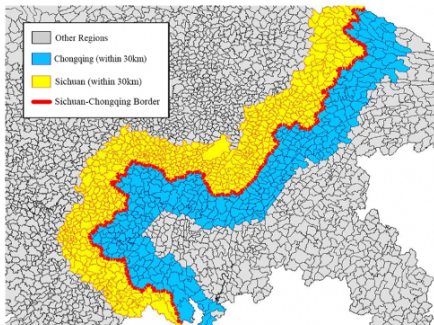 Other Regions
Chongqing (within 30km)
Sichuan (within 30km)
Sichuan-Chongqing Border